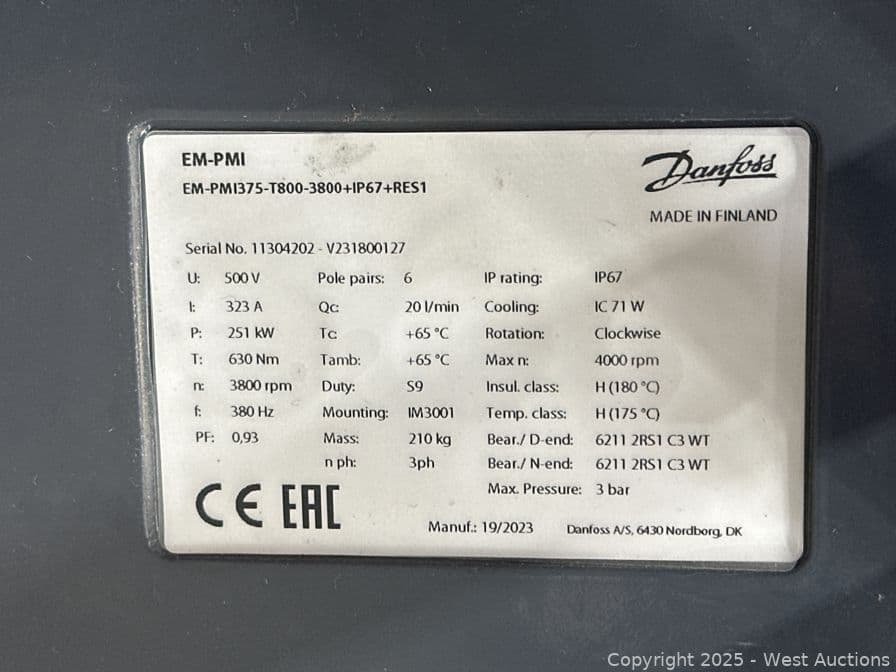 EM-PMI
EM-PMI375-T800-3800+IP67+RES1
Danfoss
MADE IN FINLAND
Serial No. 11304202 - V231800127
U: 500 V Pole pairs: 6 IP rating: IP67
I: 323 A Qc: 20 l/min Cooling: IC 71 W
P: 251 kW Tc: +65 °C Rotation: Clockwise
T: 630 Nm Tamb: +65 °C Max n: 4000 rpm
n: 3800 rpm Duty: S9 Insul. class: H (180 °C)
f: 380 Hz Mounting: IM3001 Temp. class: H (175 °C)
PF: 0,93 Mass: 210 kg Bear./ D-end: 6211 2RS1 C3 WT
n ph: 3ph Bear./ N-end: 6211 2RS1 C3 WT
Max. Pressure: 3 bar
CE EAC
Manuf.: 19/2023 Danfoss A/S, 6430 Nordborg, DK
Copyright 2025 - West Auctions